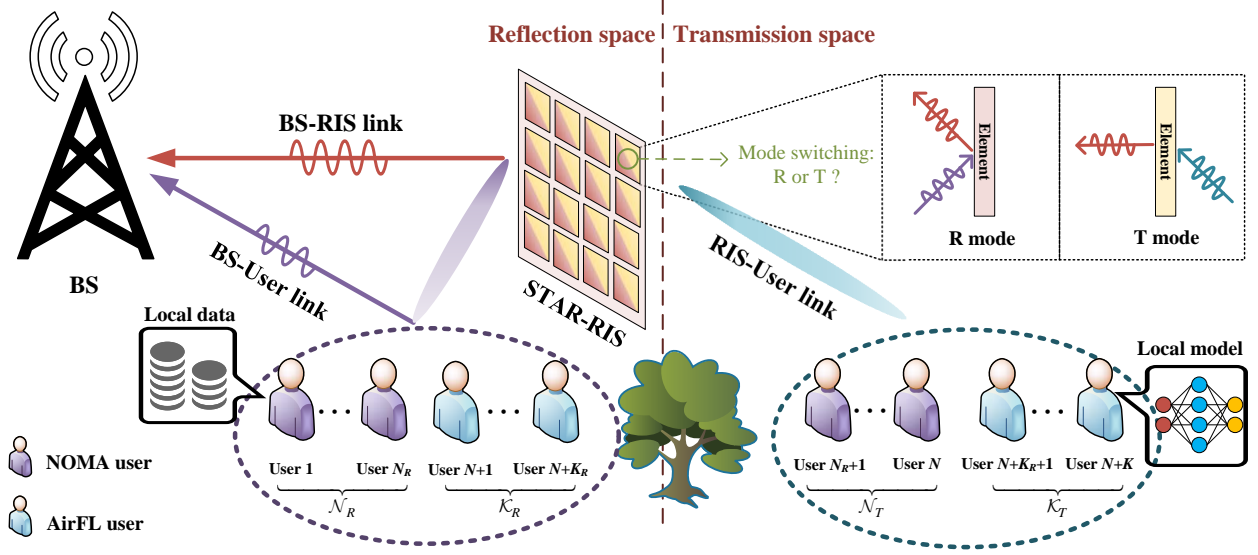 Reflection space
Transmission space
BS-RIS link
Mode switching:
R or T ?
Element
Element
R mode
T mode
BS
BS-User link
STAR-RIS
RIS-User link
Local data
Local model
User 1
User N_R
User N+1
User N+K_R
User N_R+1
User N
User N+K_R+1
User N+K
𝒩_R
𝒦_R
𝒩_T
𝒦_T
NOMA user
AirFL user